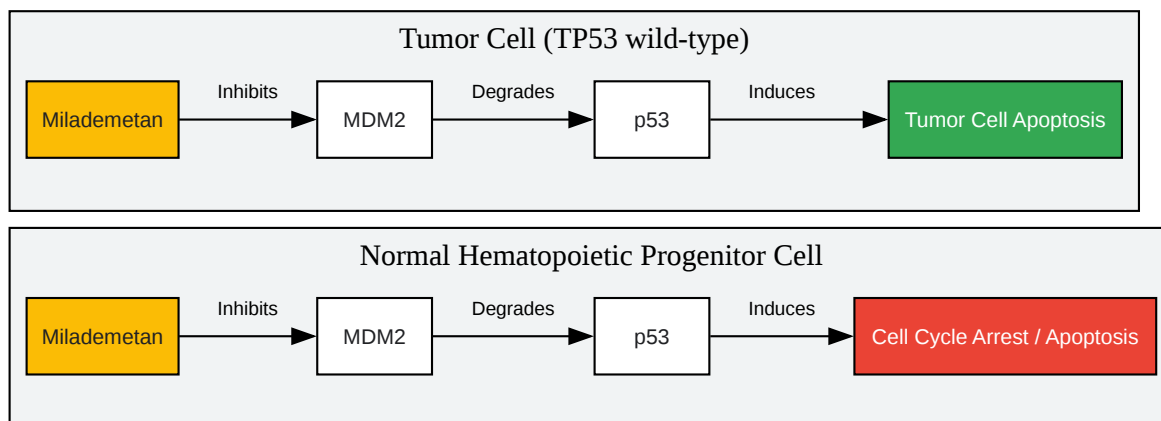 Tumor Cell (TP53 wild-type)
Inhibits
Degrades
Induces
Milademetan
MDM2
p53
Tumor Cell Apoptosis
Normal Hematopoietic Progenitor Cell
Inhibits
Degrades
Induces
Milademetan
MDM2
p53
Cell Cycle Arrest / Apoptosis